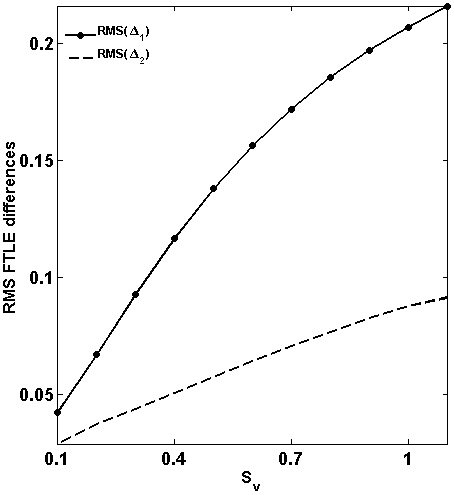 RMS(Δ₁)
RMS(Δ₂)
0.2
0.15
0.1
0.05
RMS FTLE differences
0.1 0.4 0.7 1
Sᵥ